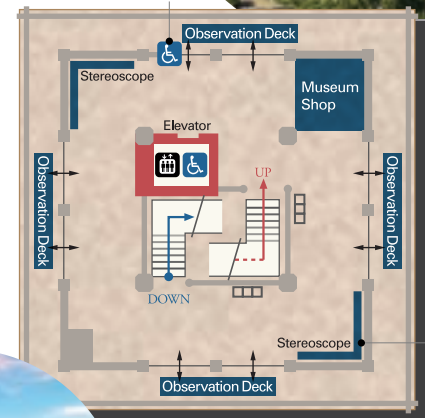 Observation Deck
Stereoscope
Museum
Shop
Elevator
Observation Deck
UP
Observation Deck
DOWN
Stereoscope
Observation Deck